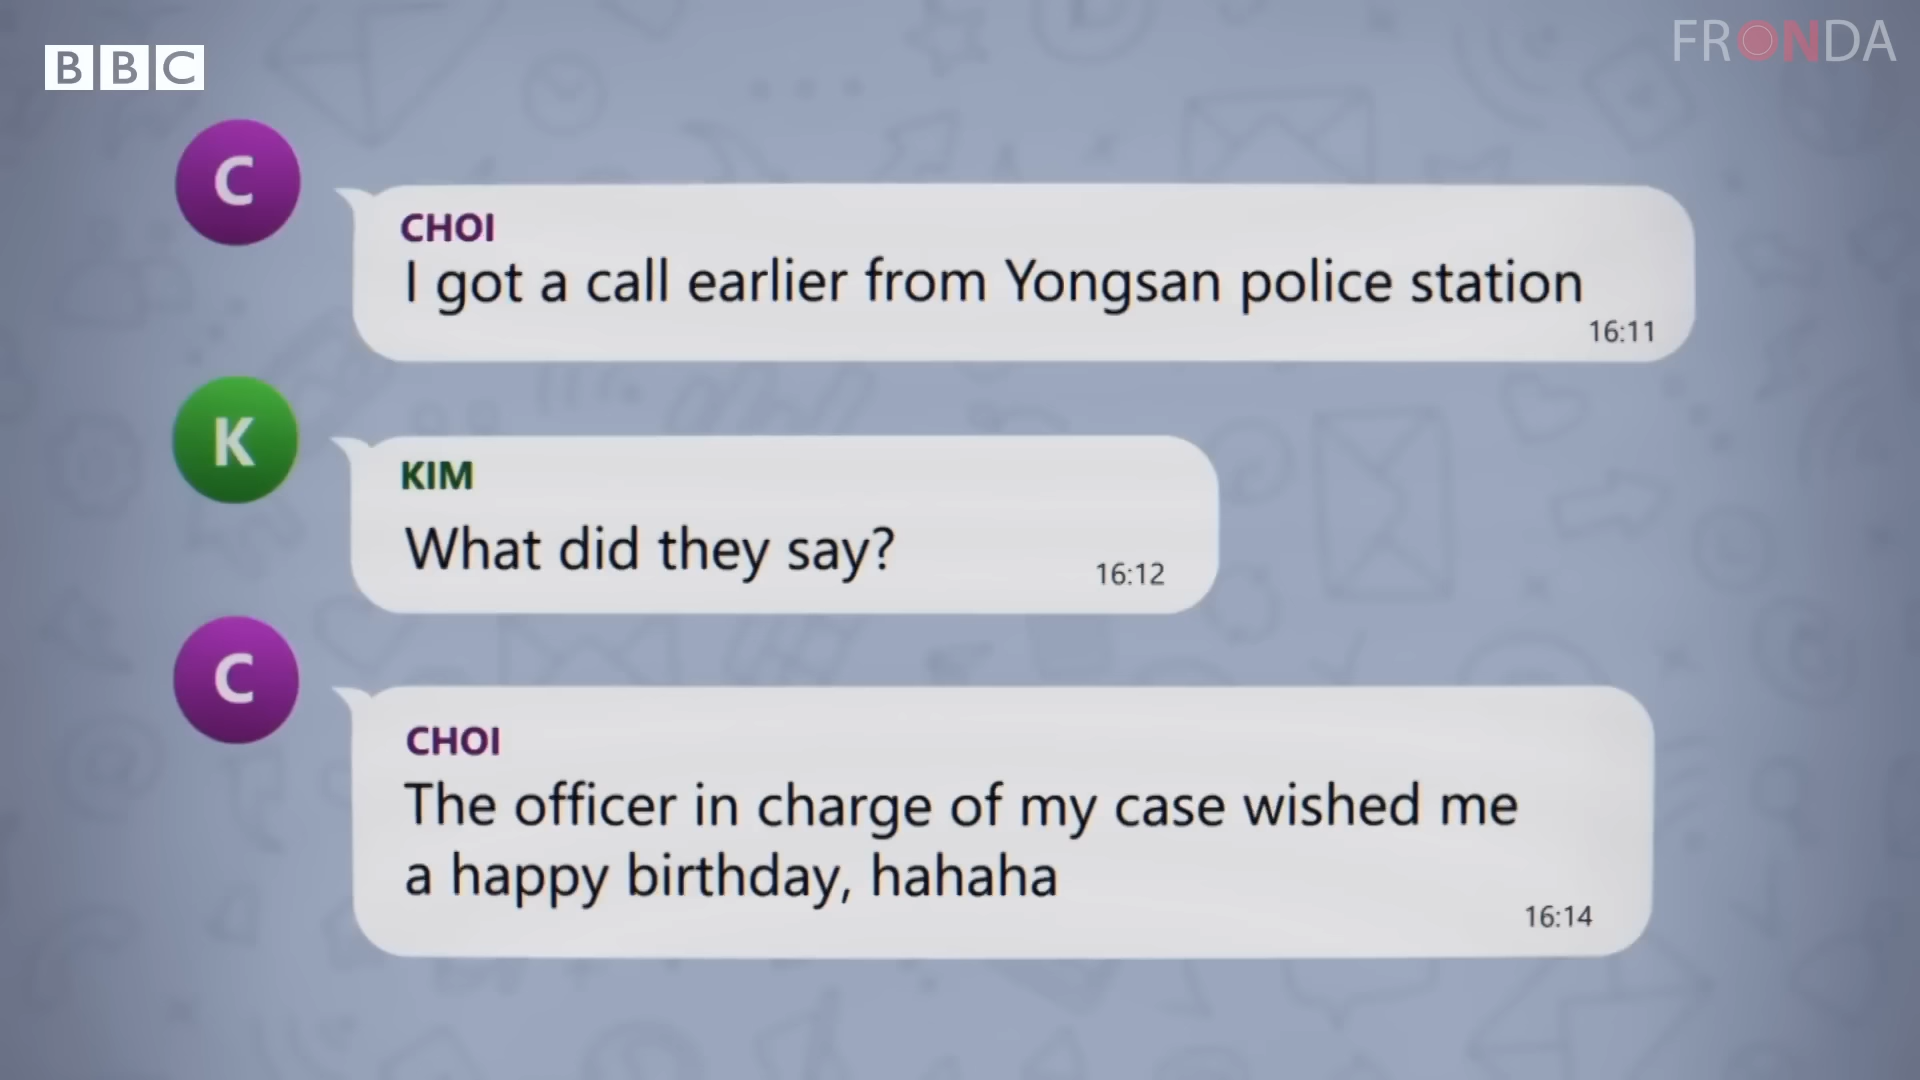 BBC
FRONDA
C
CHOI
I got a call earlier from Yongsan police station
16:11
K
KIM
What did they say?
16:12
C
CHOI
The officer in charge of my case wished me
a happy birthday, hahaha
16:14